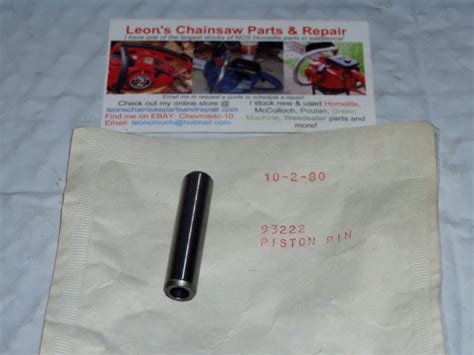 Leon's Chainsaw Parts & Repair
I have one of the largest stocks of NOS Homelite parts in existence!
Email me to request a quote or schedule a repair!
Check out my online store @
leonschainsawpartsandrepair.com
Find me on EBAY: Chevroletc-10
Email: leoncrouch@hotmail.com
I stock new & used Homelite,
McCulloch, Poulan, Green
Machine, Weedeater parts and
more!
10-2-80
93222
PISTON PIN